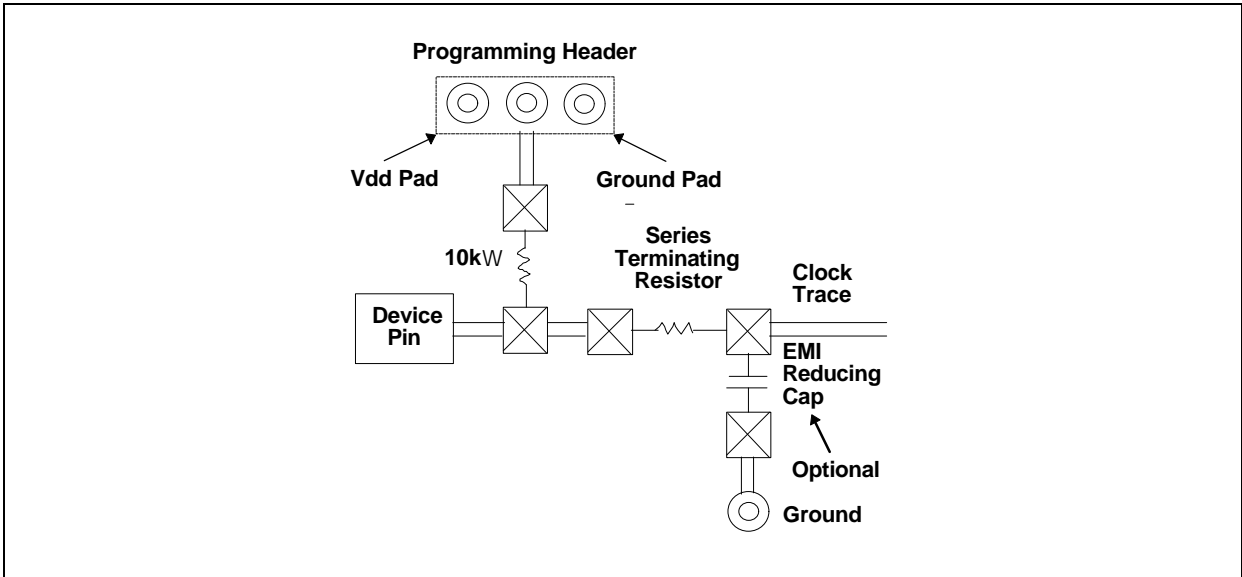 Programming Header
Vdd Pad
Ground Pad
10kW
Series
Terminating
Resistor
Clock
Trace
Device
Pin
EMI
Reducing
Cap
Optional
Ground